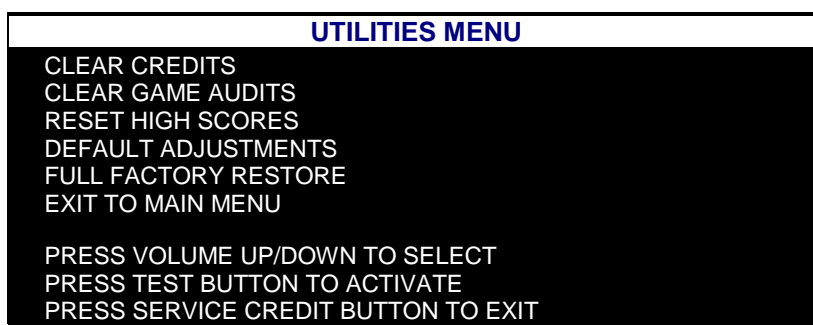 UTILITIES MENU
CLEAR CREDITS
CLEAR GAME AUDITS
RESET HIGH SCORES
DEFAULT ADJUSTMENTS
FULL FACTORY RESTORE
EXIT TO MAIN MENU
PRESS VOLUME UP/DOWN TO SELECT
PRESS TEST BUTTON TO ACTIVATE
PRESS SERVICE CREDIT BUTTON TO EXIT